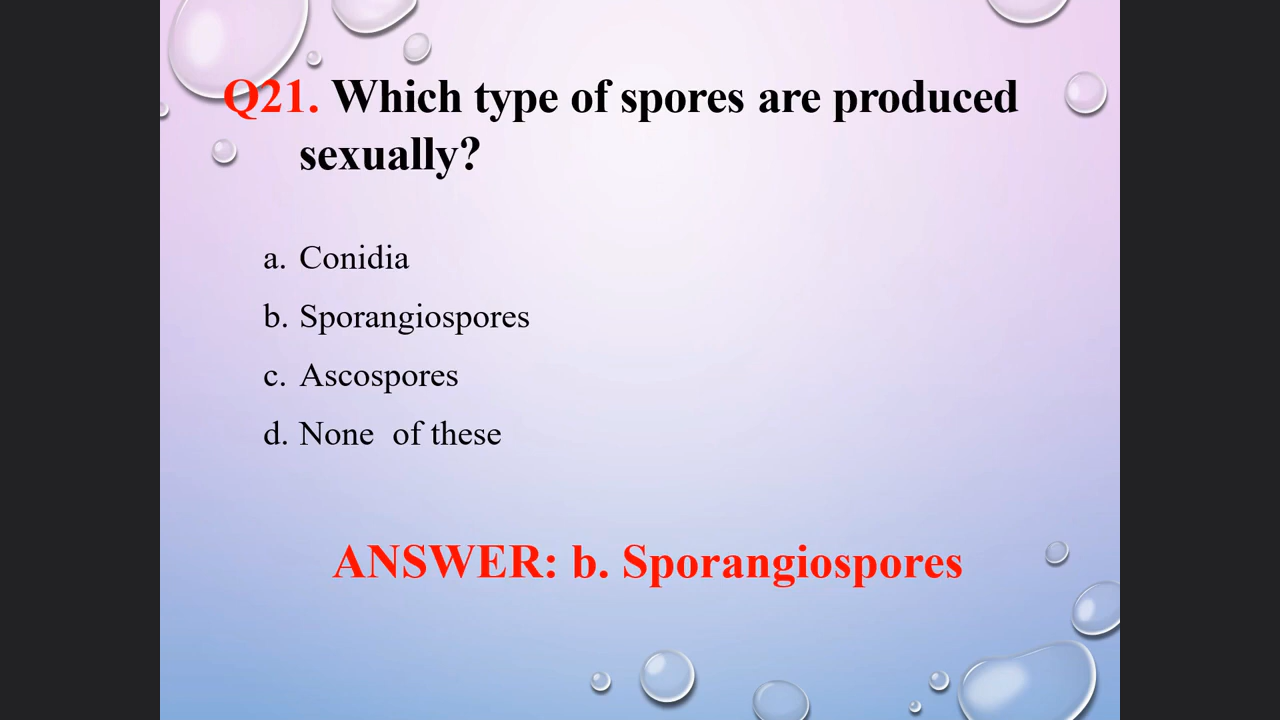 Q21. Which type of spores are produced
sexually?
a. Conidia
b. Sporangiospores
c. Ascospores
d. None of these
ANSWER: b. Sporangiospores